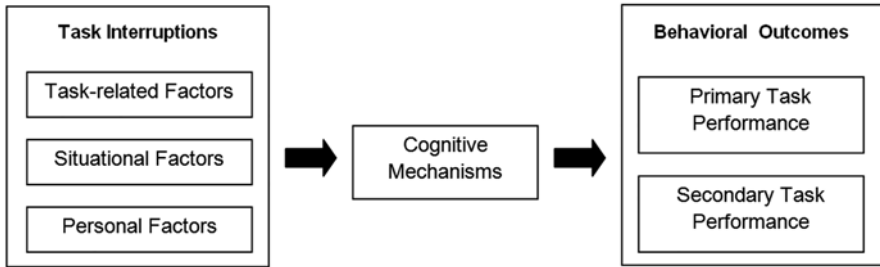 Task Interruptions
Task-related Factors
Situational Factors
Personal Factors
Cognitive
Mechanisms
Behavioral Outcomes
Primary Task
Performance
Secondary Task
Performance